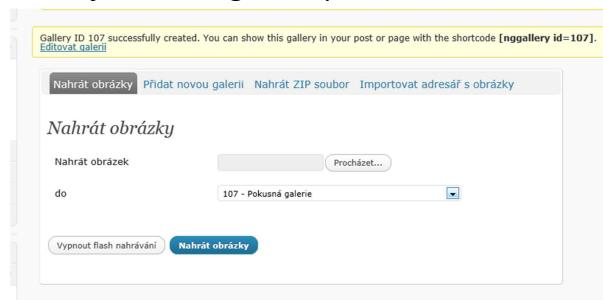 Gallery ID 107 successfully created. You can show this gallery in your post or page with the shortcode [nggallery id=107].
Editovat galerii
Nahrát obrázky Přidat novou galerii Nahrát ZIP soubor Importovat adresář s obrázky
Nahrát obrázky
Nahrát obrázek Procházet...
do 107 - Pokusná galerie
Vypnout flash nahrávání Nahrát obrázky